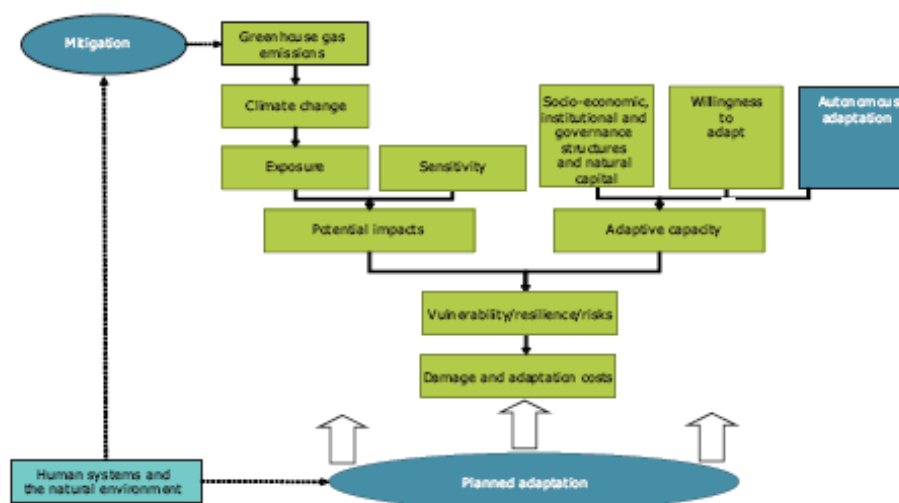 Mitigation
Greenhouse gas
emissions
Climate change
Exposure
Sensitivity
Socio-economic,
institutional and
governance
structures
and natural
capital
Willingness
to
adapt
Autonomous
adaptation
Potential impacts
Adaptive capacity
Vulnerability/resilience/risks
Damage and adaptation costs
Human systems and
the natural environment
Planned adaptation